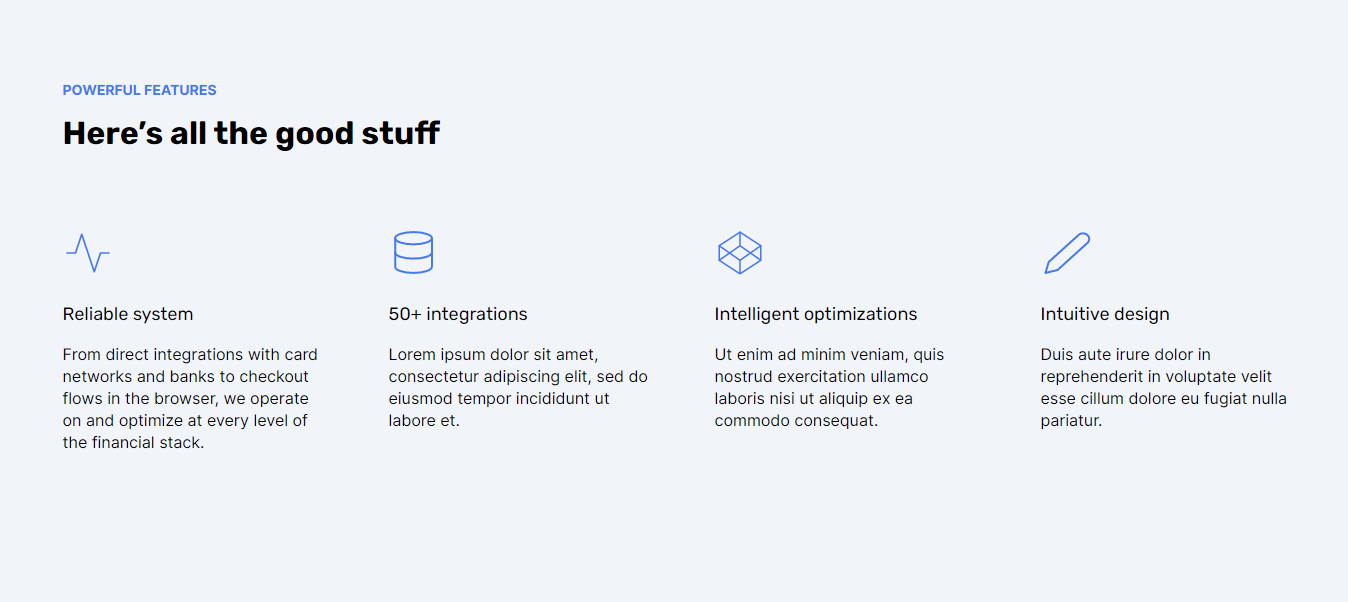 POWERFUL FEATURES
Here’s all the good stuff
Reliable system
From direct integrations with card
networks and banks to checkout
flows in the browser, we operate
on and optimize at every level of
the financial stack.
50+ integrations
Lorem ipsum dolor sit amet,
consectetur adipiscing elit, sed do
eiusmod tempor incididunt ut
labore et.
Intelligent optimizations
Ut enim ad minim veniam, quis
nostrud exercitation ullamco
laboris nisi ut aliquip ex ea
commodo consequat.
Intuitive design
Duis aute irure dolor in
reprehenderit in voluptate velit
esse cillum dolore eu fugiat nulla
pariatur.